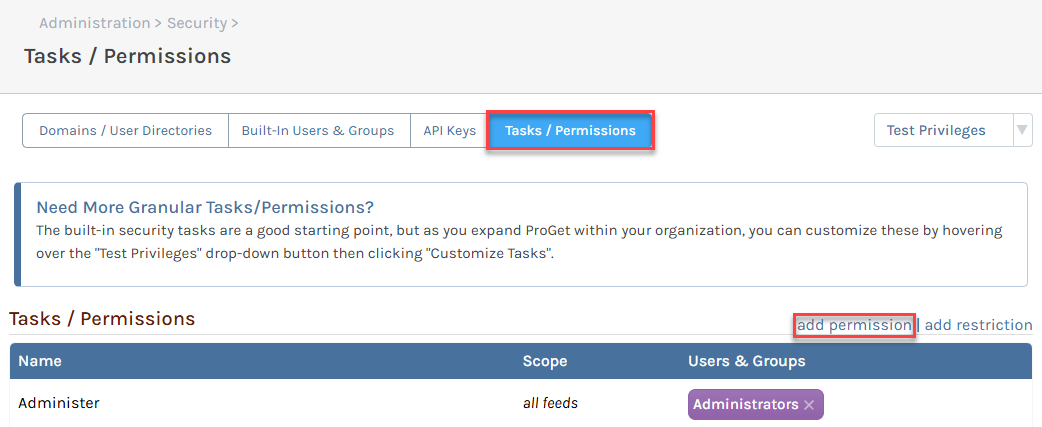 Administration > Security >
Tasks / Permissions
Domains / User Directories Built-In Users & Groups API Keys Tasks / Permissions Test Privileges
Need More Granular Tasks/Permissions?
The built-in security tasks are a good starting point, but as you expand ProGet within your organization, you can customize these by hovering
over the "Test Privileges" drop-down button then clicking "Customize Tasks".
Tasks / Permissions
add permission | add restriction
Name Scope Users & Groups
Administer all feeds Administrators ×